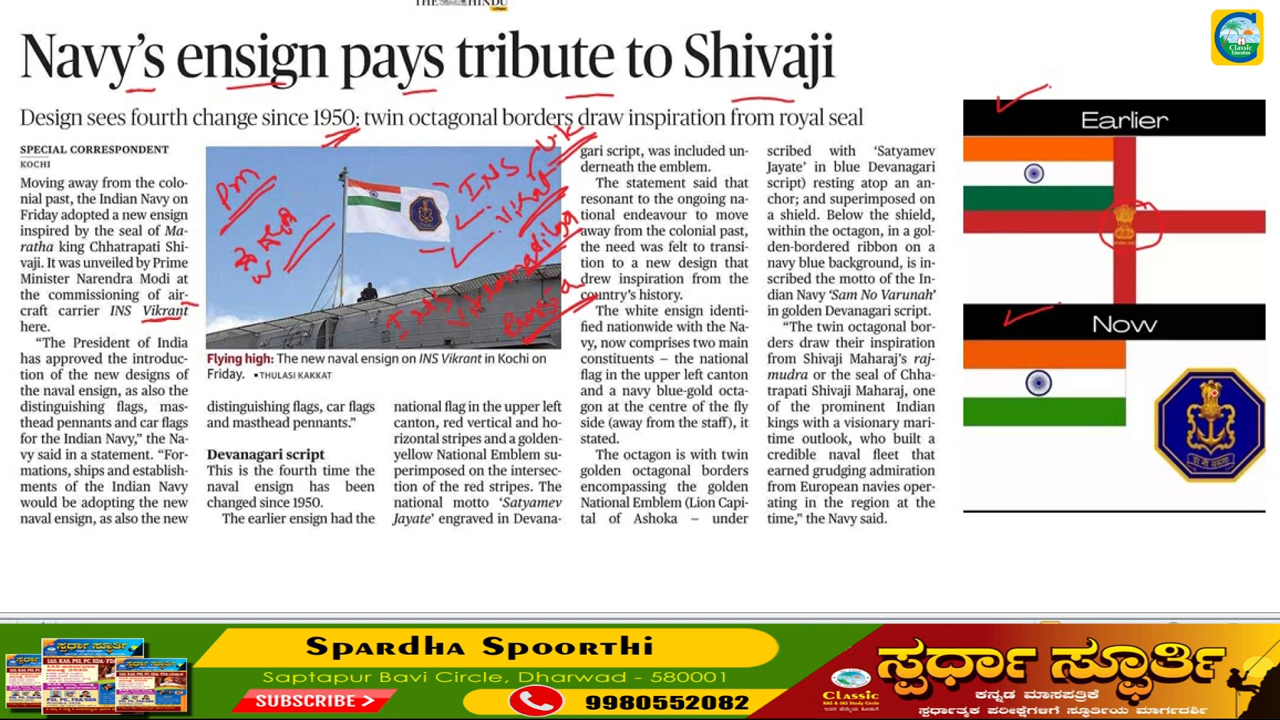 THE HINDU
Navy's ensign pays tribute to Shivaji
Design sees fourth change since 1950; twin octagonal borders draw inspiration from royal seal
SPECIAL CORRESPONDENT
KOCHI
Moving away from the colo-
nial past, the Indian Navy on
Friday adopted a new ensign
inspired by the seal of Ma-
ratha king Chhatrapati Shi-
vaji. It was unveiled by Prime
Minister Narendra Modi at
the commissioning of air-
craft carrier INS Vikrant
here.
"The President of India
has approved the introduc-
tion of the new designs of
the naval ensign, as also the
distinguishing flags, mas-
thead pennants and car flags
for the Indian Navy," the Na-
vy said in a statement. "For-
mations, ships and establish-
ments of the Indian Navy
would be adopting the new
naval ensign, as also the new
PM
INS
Vikrant
U.K
INS
Vikramaditya
Russia
Flying high: The new naval ensign on INS Vikrant in Kochi on
Friday. ▪THULASI KAKKAT
distinguishing flags, car flags
and masthead pennants."
Devanagari script
This is the fourth time the
naval ensign has been
changed since 1950.
The earlier ensign had the
national flag in the upper left
canton, red vertical and ho-
rizontal stripes and a golden-
yellow National Emblem su-
perimposed on the intersec-
tion of the red stripes. The
national motto 'Satyamev
Jayate' engraved in Devana-
gari script, was included un-
derneath the emblem.
The statement said that
resonant to the ongoing na-
tional endeavour to move
away from the colonial past,
the need was felt to transi-
tion to a new design that
drew inspiration from the
country's history.
The white ensign identi-
fied nationwide with the Na-
vy, now comprises two main
constituents – the national
flag in the upper left canton
and a navy blue-gold octa-
gon at the centre of the fly
side (away from the staff), it
stated.
The octagon is with twin
golden octagonal borders
encompassing the golden
National Emblem (Lion Capi-
tal of Ashoka – under
scribed with 'Satyamev
Jayate' in blue Devanagari
script) resting atop an an-
chor; and superimposed on
a shield. Below the shield,
within the octagon, in a gol-
den-bordered ribbon on a
navy blue background, is in-
scribed the motto of the In-
dian Navy 'Sam No Varunah'
in golden Devanagari script.
"The twin octagonal bor-
ders draw their inspiration
from Shivaji Maharaj's raj-
mudra or the seal of Chha-
trapati Shivaji Maharaj, one
of the prominent Indian
kings with a visionary mari-
time outlook, who built a
credible naval fleet that
earned grudging admiration
from European navies oper-
ating in the region at the
time," the Navy said.
Classic
Education
Earlier
Now
Spardha Spoorthi
Saptapur Bavi Circle, Dharwad - 580001
SUBSCRIBE >
9980552082
ಸ್ಪರ್ಧಾ ಸ್ಫೂರ್ತಿ
Classic
KAS & IAS Study Circle
ಕನ್ನಡ ಮಾಸಪತ್ರಿಕೆ
ಸ್ಪರ್ಧಾತ್ಮಕ ಪರೀಕ್ಷೆಗಳಿಗೆ ಸ್ಫೂರ್ತಿಯ ಮಾರ್ಗದರ್ಶಿ